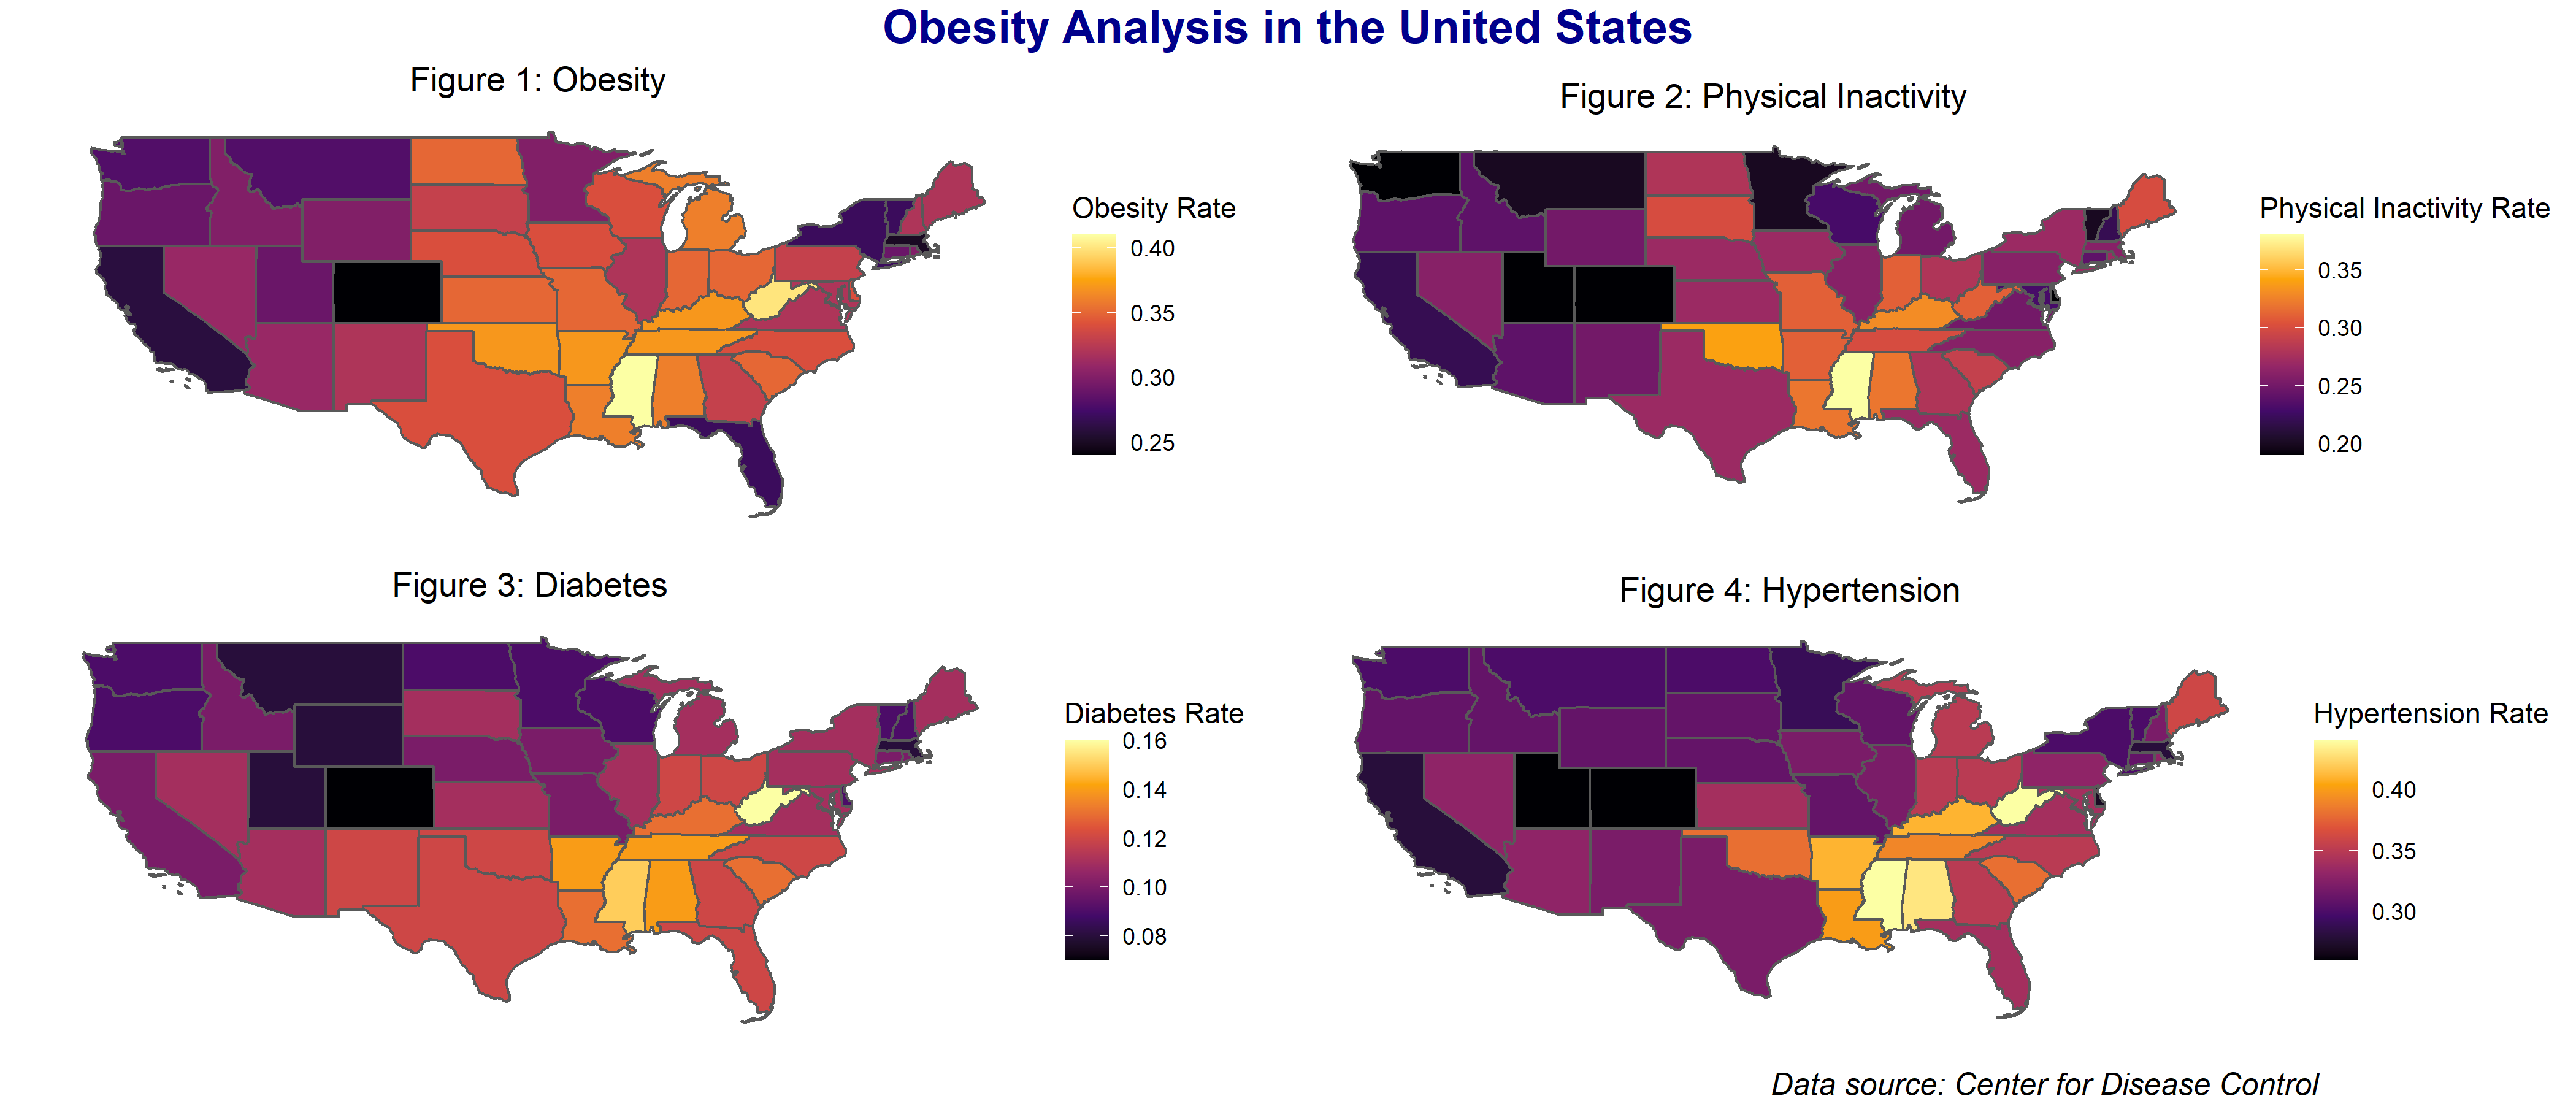 Obesity Analysis in the United States
Figure 1: Obesity
Obesity Rate
0.40
0.35
0.30
0.25
Figure 2: Physical Inactivity
Physical Inactivity Rate
0.35
0.30
0.25
0.20
Figure 3: Diabetes
Diabetes Rate
0.16
0.14
0.12
0.10
0.08
Figure 4: Hypertension
Hypertension Rate
0.40
0.35
0.30
Data source: Center for Disease Control